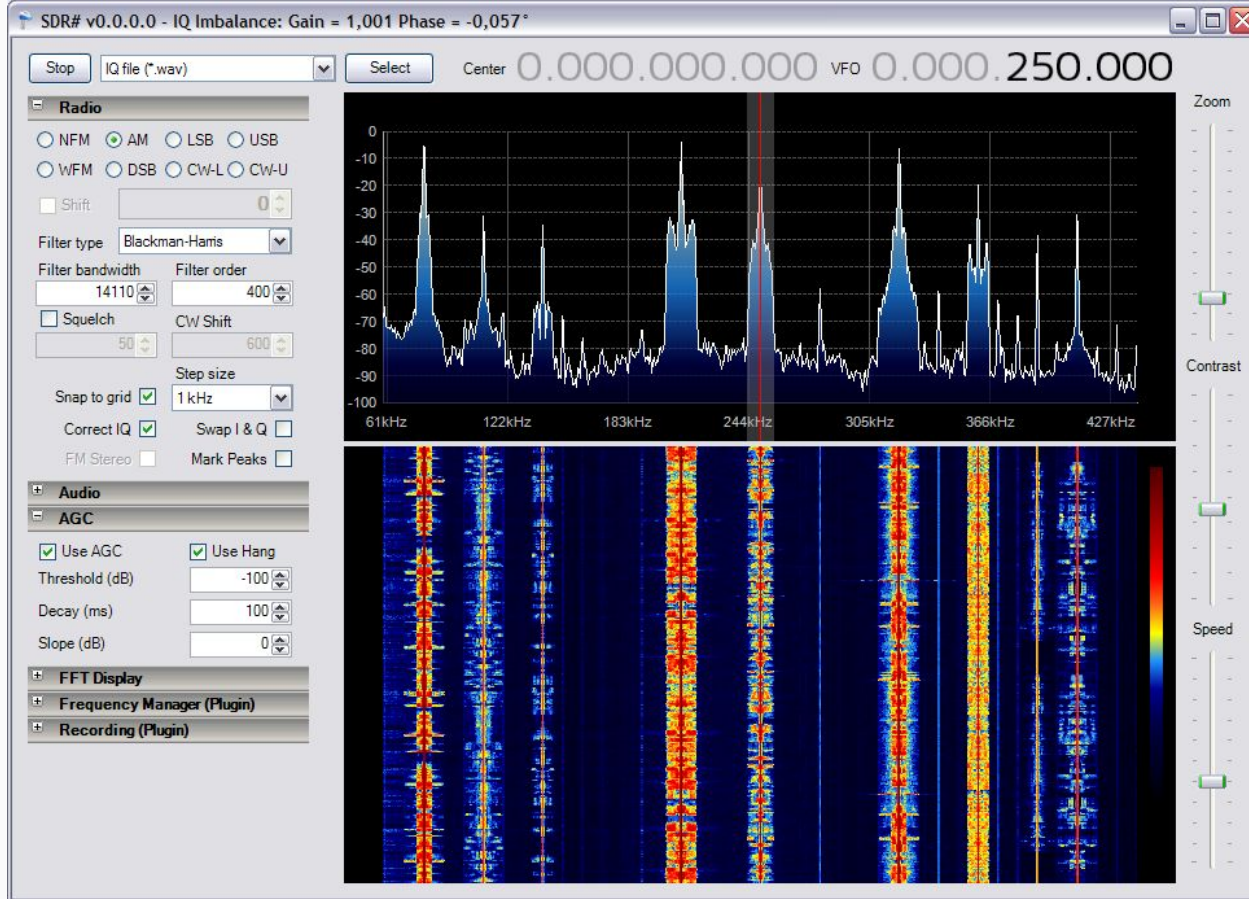 SDR# v0.0.0.0 - IQ Imbalance: Gain = 1,001 Phase = -0,057°
Stop IQ file (*.wav) Select Center 0.000.000.000 VFO 0.000.250.000
Radio
NFM AM LSB USB
WFM DSB CW-L CW-U
Shift 0
Filter type Blackman-Harris
Filter bandwidth Filter order
14110 400
Squelch CW Shift
50 600
Step size
Snap to grid 1 kHz
Correct IQ Swap I & Q
FM Stereo Mark Peaks
Audio
AGC
Use AGC Use Hang
Threshold (dB) -100
Decay (ms) 100
Slope (dB) 0
FFT Display
Frequency Manager (Plugin)
Recording (Plugin)
0
-10
-20
-30
-40
-50
-60
-70
-80
-90
-100
61kHz 122kHz 183kHz 244kHz 305kHz 366kHz 427kHz
Zoom
Contrast
Speed